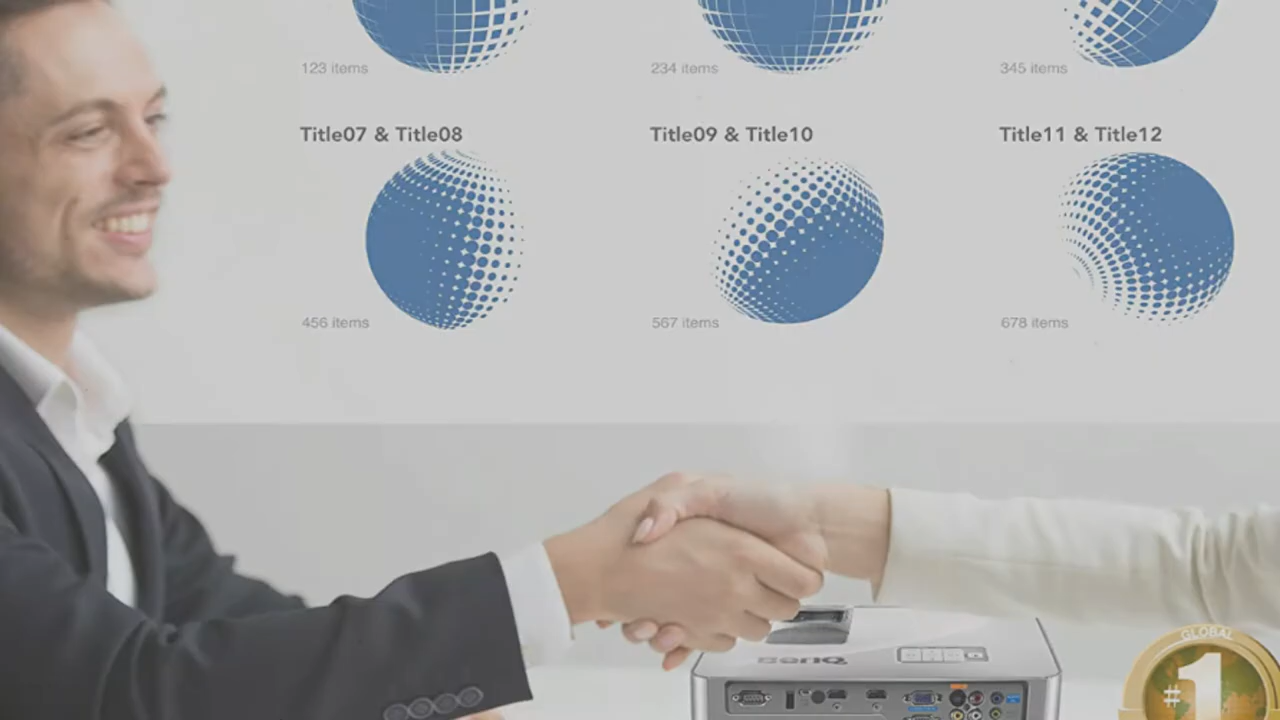 123 items
234 items
345 items
Title07 & Title08
Title09 & Title10
Title11 & Title12
456 items
567 items
678 items
BenQ
GLOBAL
#1